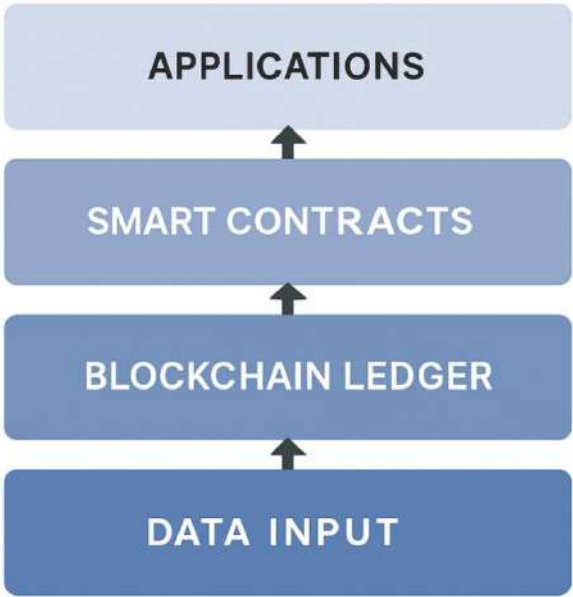 APPLICATIONS
SMART CONTRACTS
BLOCKCHAIN LEDGER
DATA INPUT